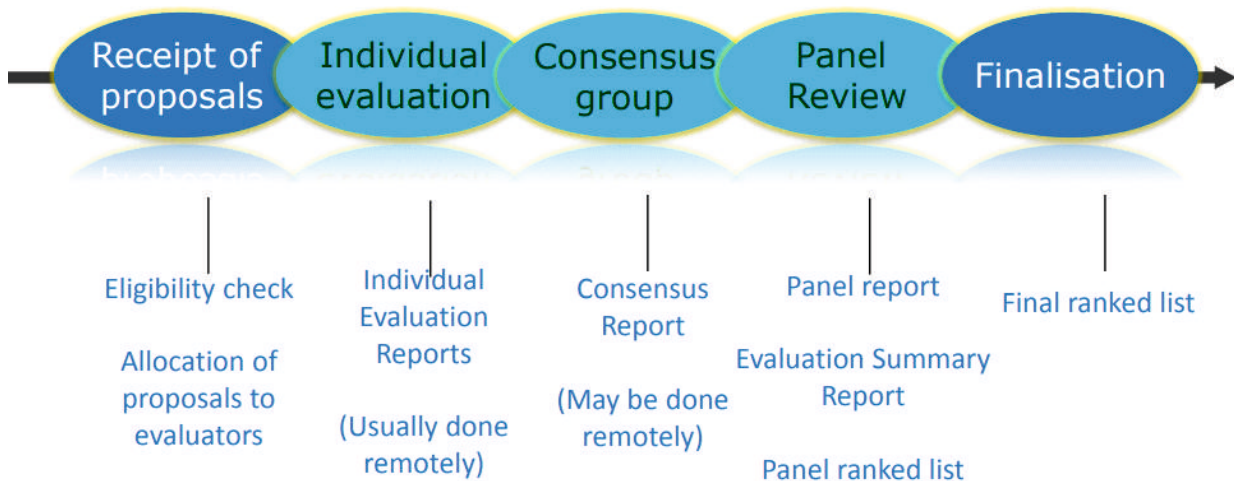 Receipt of
proposals
Individual
evaluation
Consensus
group
Panel
Review
Finalisation
Eligibility check
Allocation of
proposals to
evaluators
Individual
Evaluation
Reports
(Usually done
remotely)
Consensus
Report
(May be done
remotely)
Panel report
Evaluation Summary
Report
Panel ranked list
Final ranked list